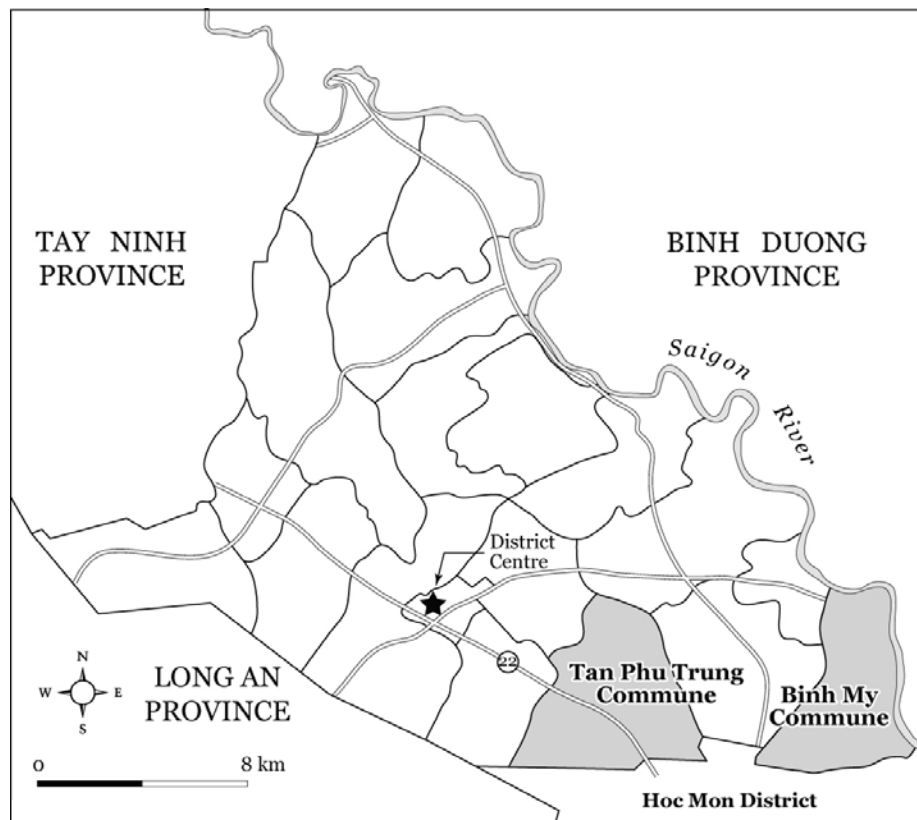 TAY NINH
PROVINCE
BINH DUONG
PROVINCE
Saigon
River
District
Centre
22
Tan Phu Trung
Commune
Binh My
Commune
LONG AN
PROVINCE
N
W E
S
0 8 km
Hoc Mon District